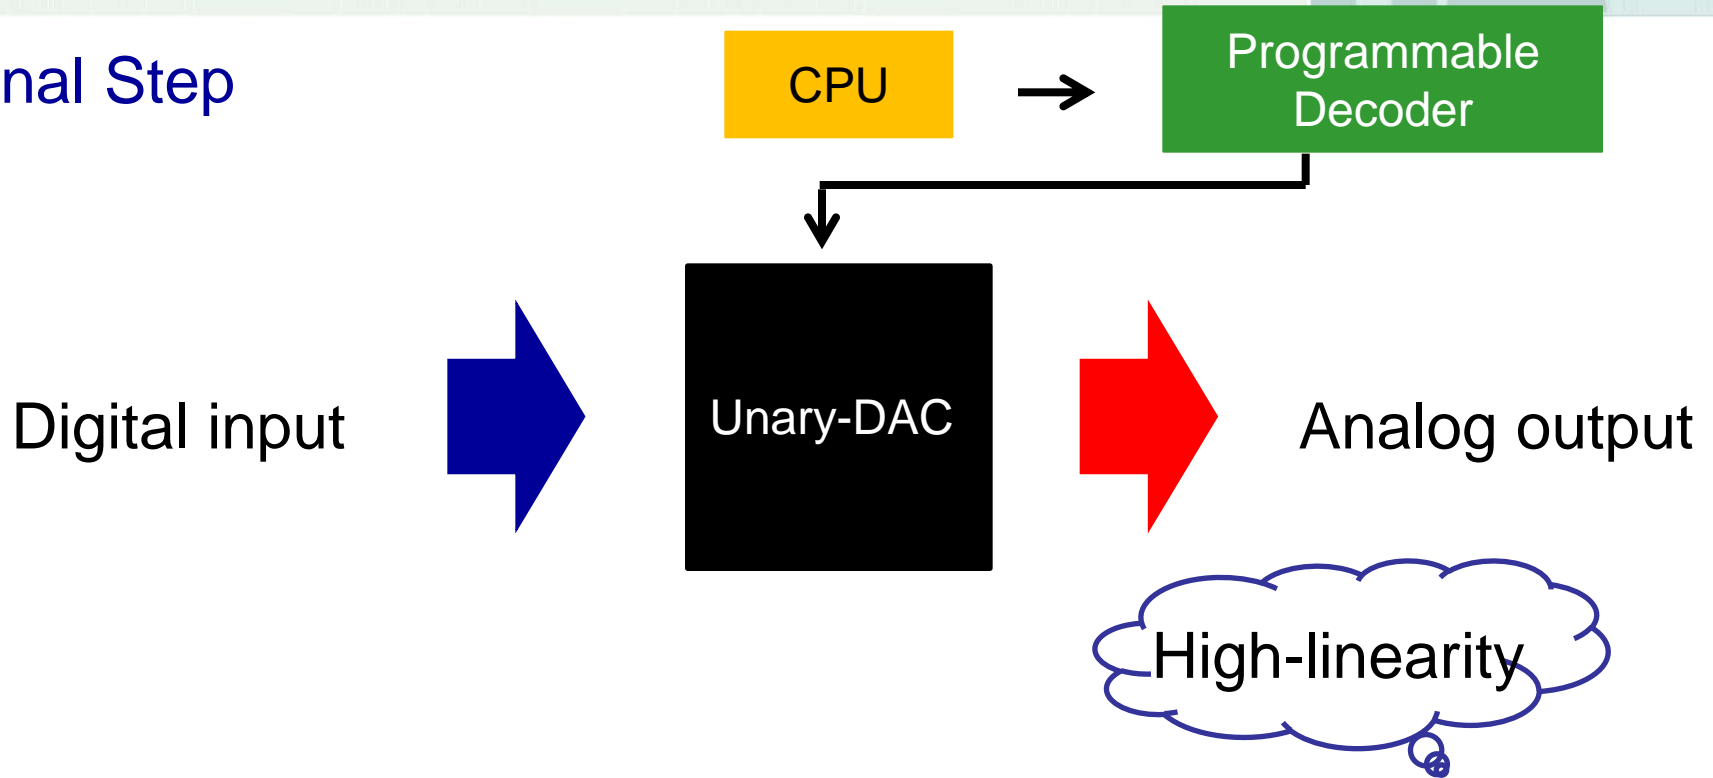 nal Step
CPU
Programmable
Decoder
Digital input
Unary-DAC
Analog output
High-linearity